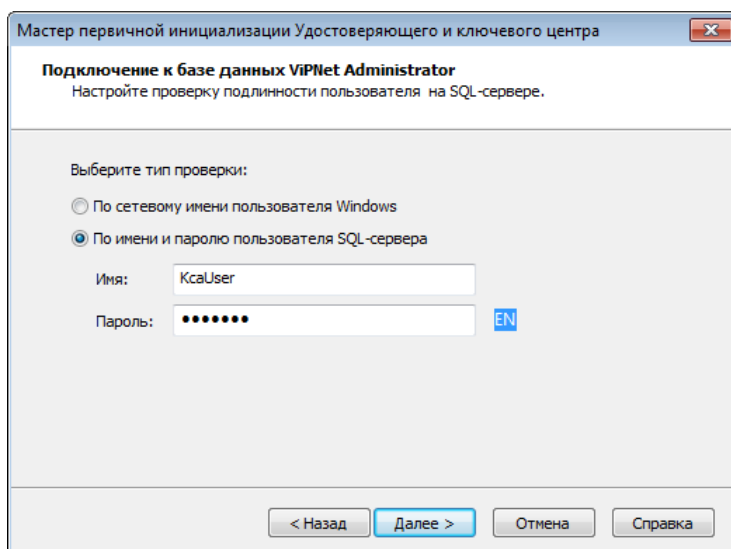 Мастер первичной инициализации Удостоверяющего и ключевого центра
Подключение к базе данных ViPNet Administrator
Настройте проверку подлинности пользователя на SQL-сервере.
Выберите тип проверки:
По сетевому имени пользователя Windows
По имени и паролю пользователя SQL-сервера
Имя: KcaUser
Пароль: ••••••• EN
< Назад Далее > Отмена Справка